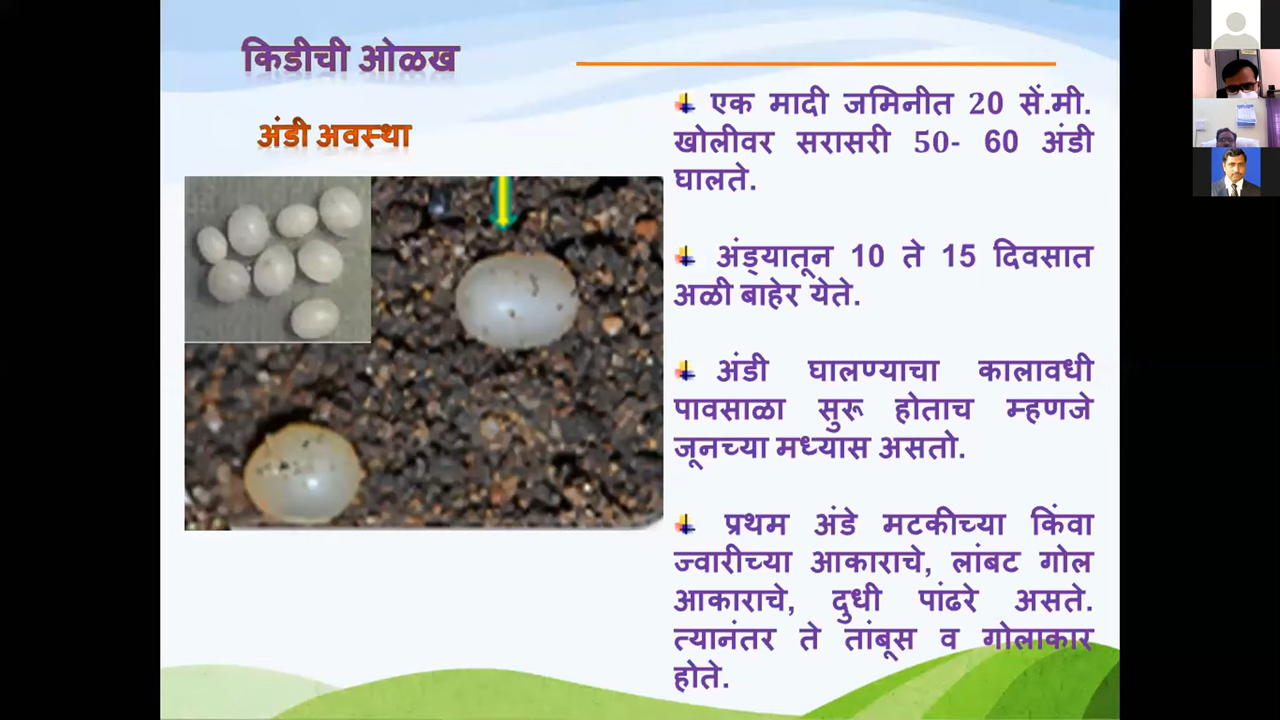 किडीची ओळख
अंडी अवस्था
एक मादी जमिनीत 20 सें.मी.
खोलीवर सरासरी 50- 60 अंडी
घालते.
अंड्यातून 10 ते 15 दिवसात
अळी बाहेर येते.
अंडी घालण्याचा कालावधी
पावसाळा सुरू होताच म्हणजे
जूनच्या मध्यास असतो.
प्रथम अंडे मटकीच्या किंवा
ज्वारीच्या आकाराचे, लांबट गोल
आकाराचे, दुधी पांढरे असते.
त्यानंतर ते तांबूस व गोलाकार
होते.